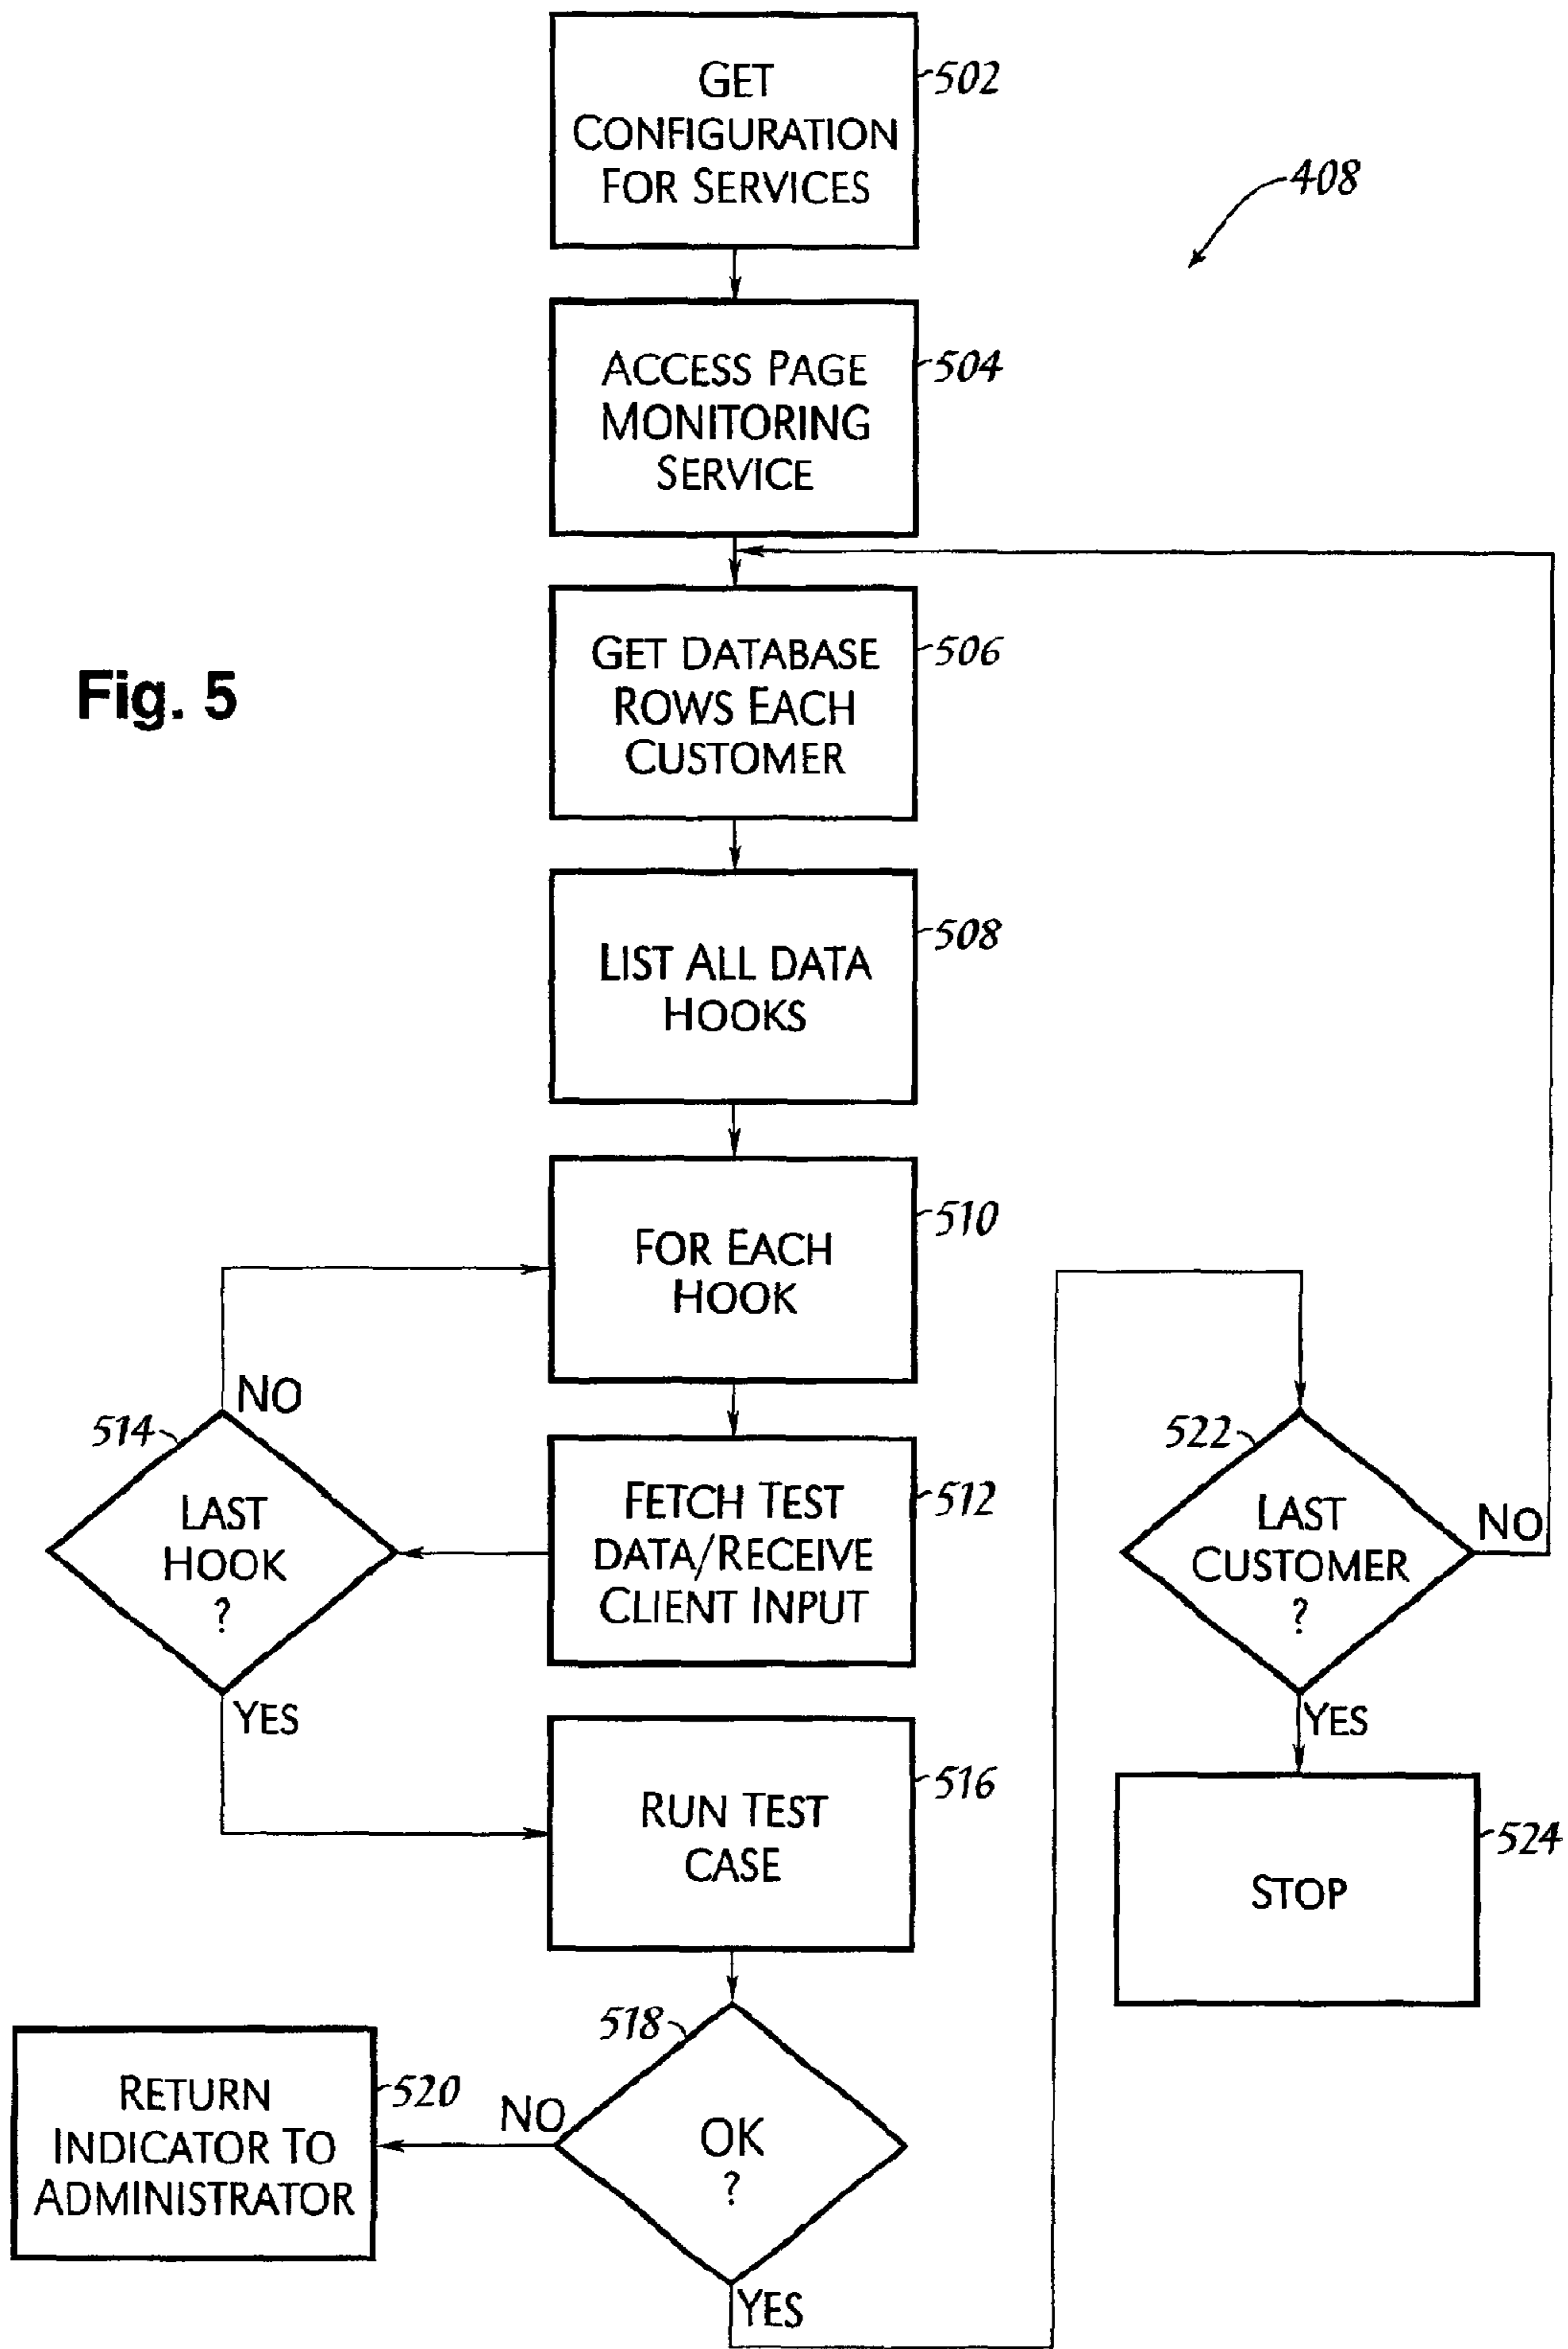 GET
CONFIGURATION
FOR SERVICES
502
408
ACCESS PAGE
MONITORING
SERVICE
504
Fig. 5
GET DATABASE
ROWS EACH
CUSTOMER
506
LIST ALL DATA
HOOKS
508
FOR EACH
HOOK
510
NO
514
LAST
HOOK
?
YES
FETCH TEST
DATA/RECEIVE
CLIENT INPUT
512
522
LAST
CUSTOMER
?
NO
YES
RUN TEST
CASE
516
STOP
524
518
OK
?
NO
YES
RETURN
INDICATOR TO
ADMINISTRATOR
520